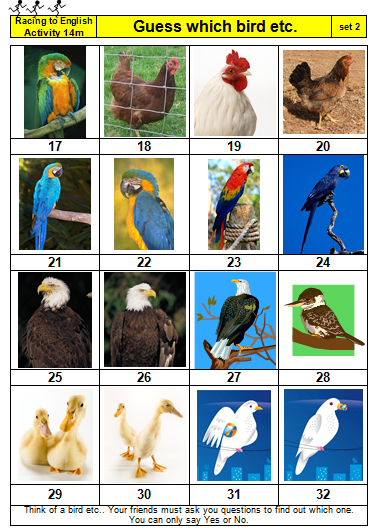 Racing to English
Activity 14m
Guess which bird etc.
set 2
17 18 19 20
21 22 23 24
25 26 27 28
29 30 31 32
Think of a bird etc.. Your friends must ask you questions to find out which one.
You can only say Yes or No.